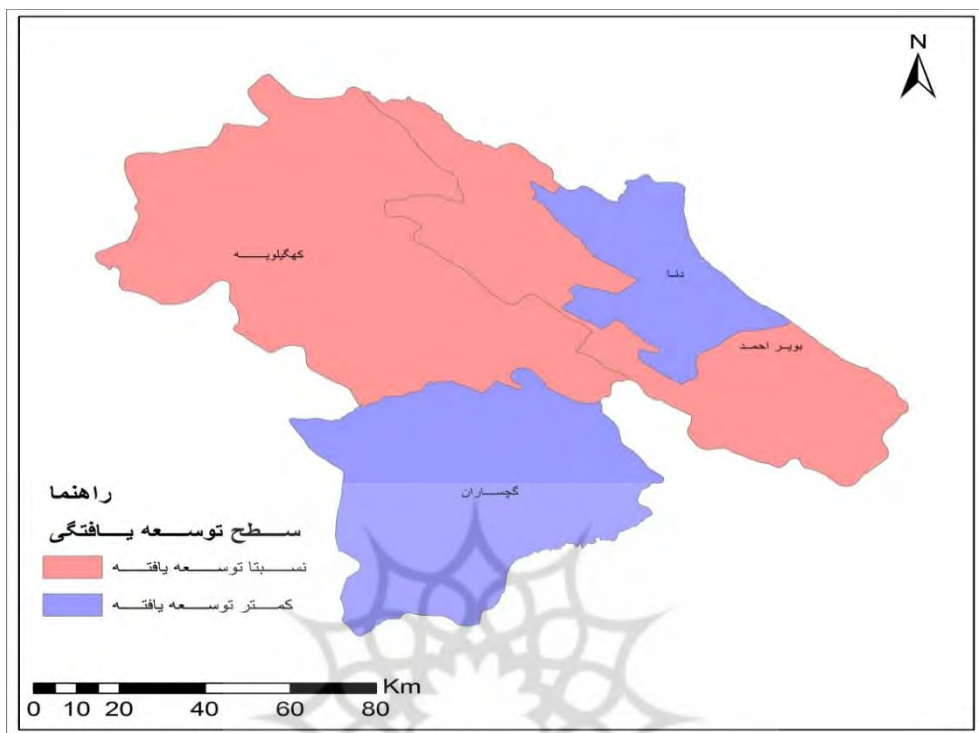 N
کهگیلویه
دنا
بویر احمد
گچساران
راهنما
سطح توسعه یافتگی
نسبتا توسعه یافته
کمتر توسعه یافته
Km
0 10 20 40 60 80